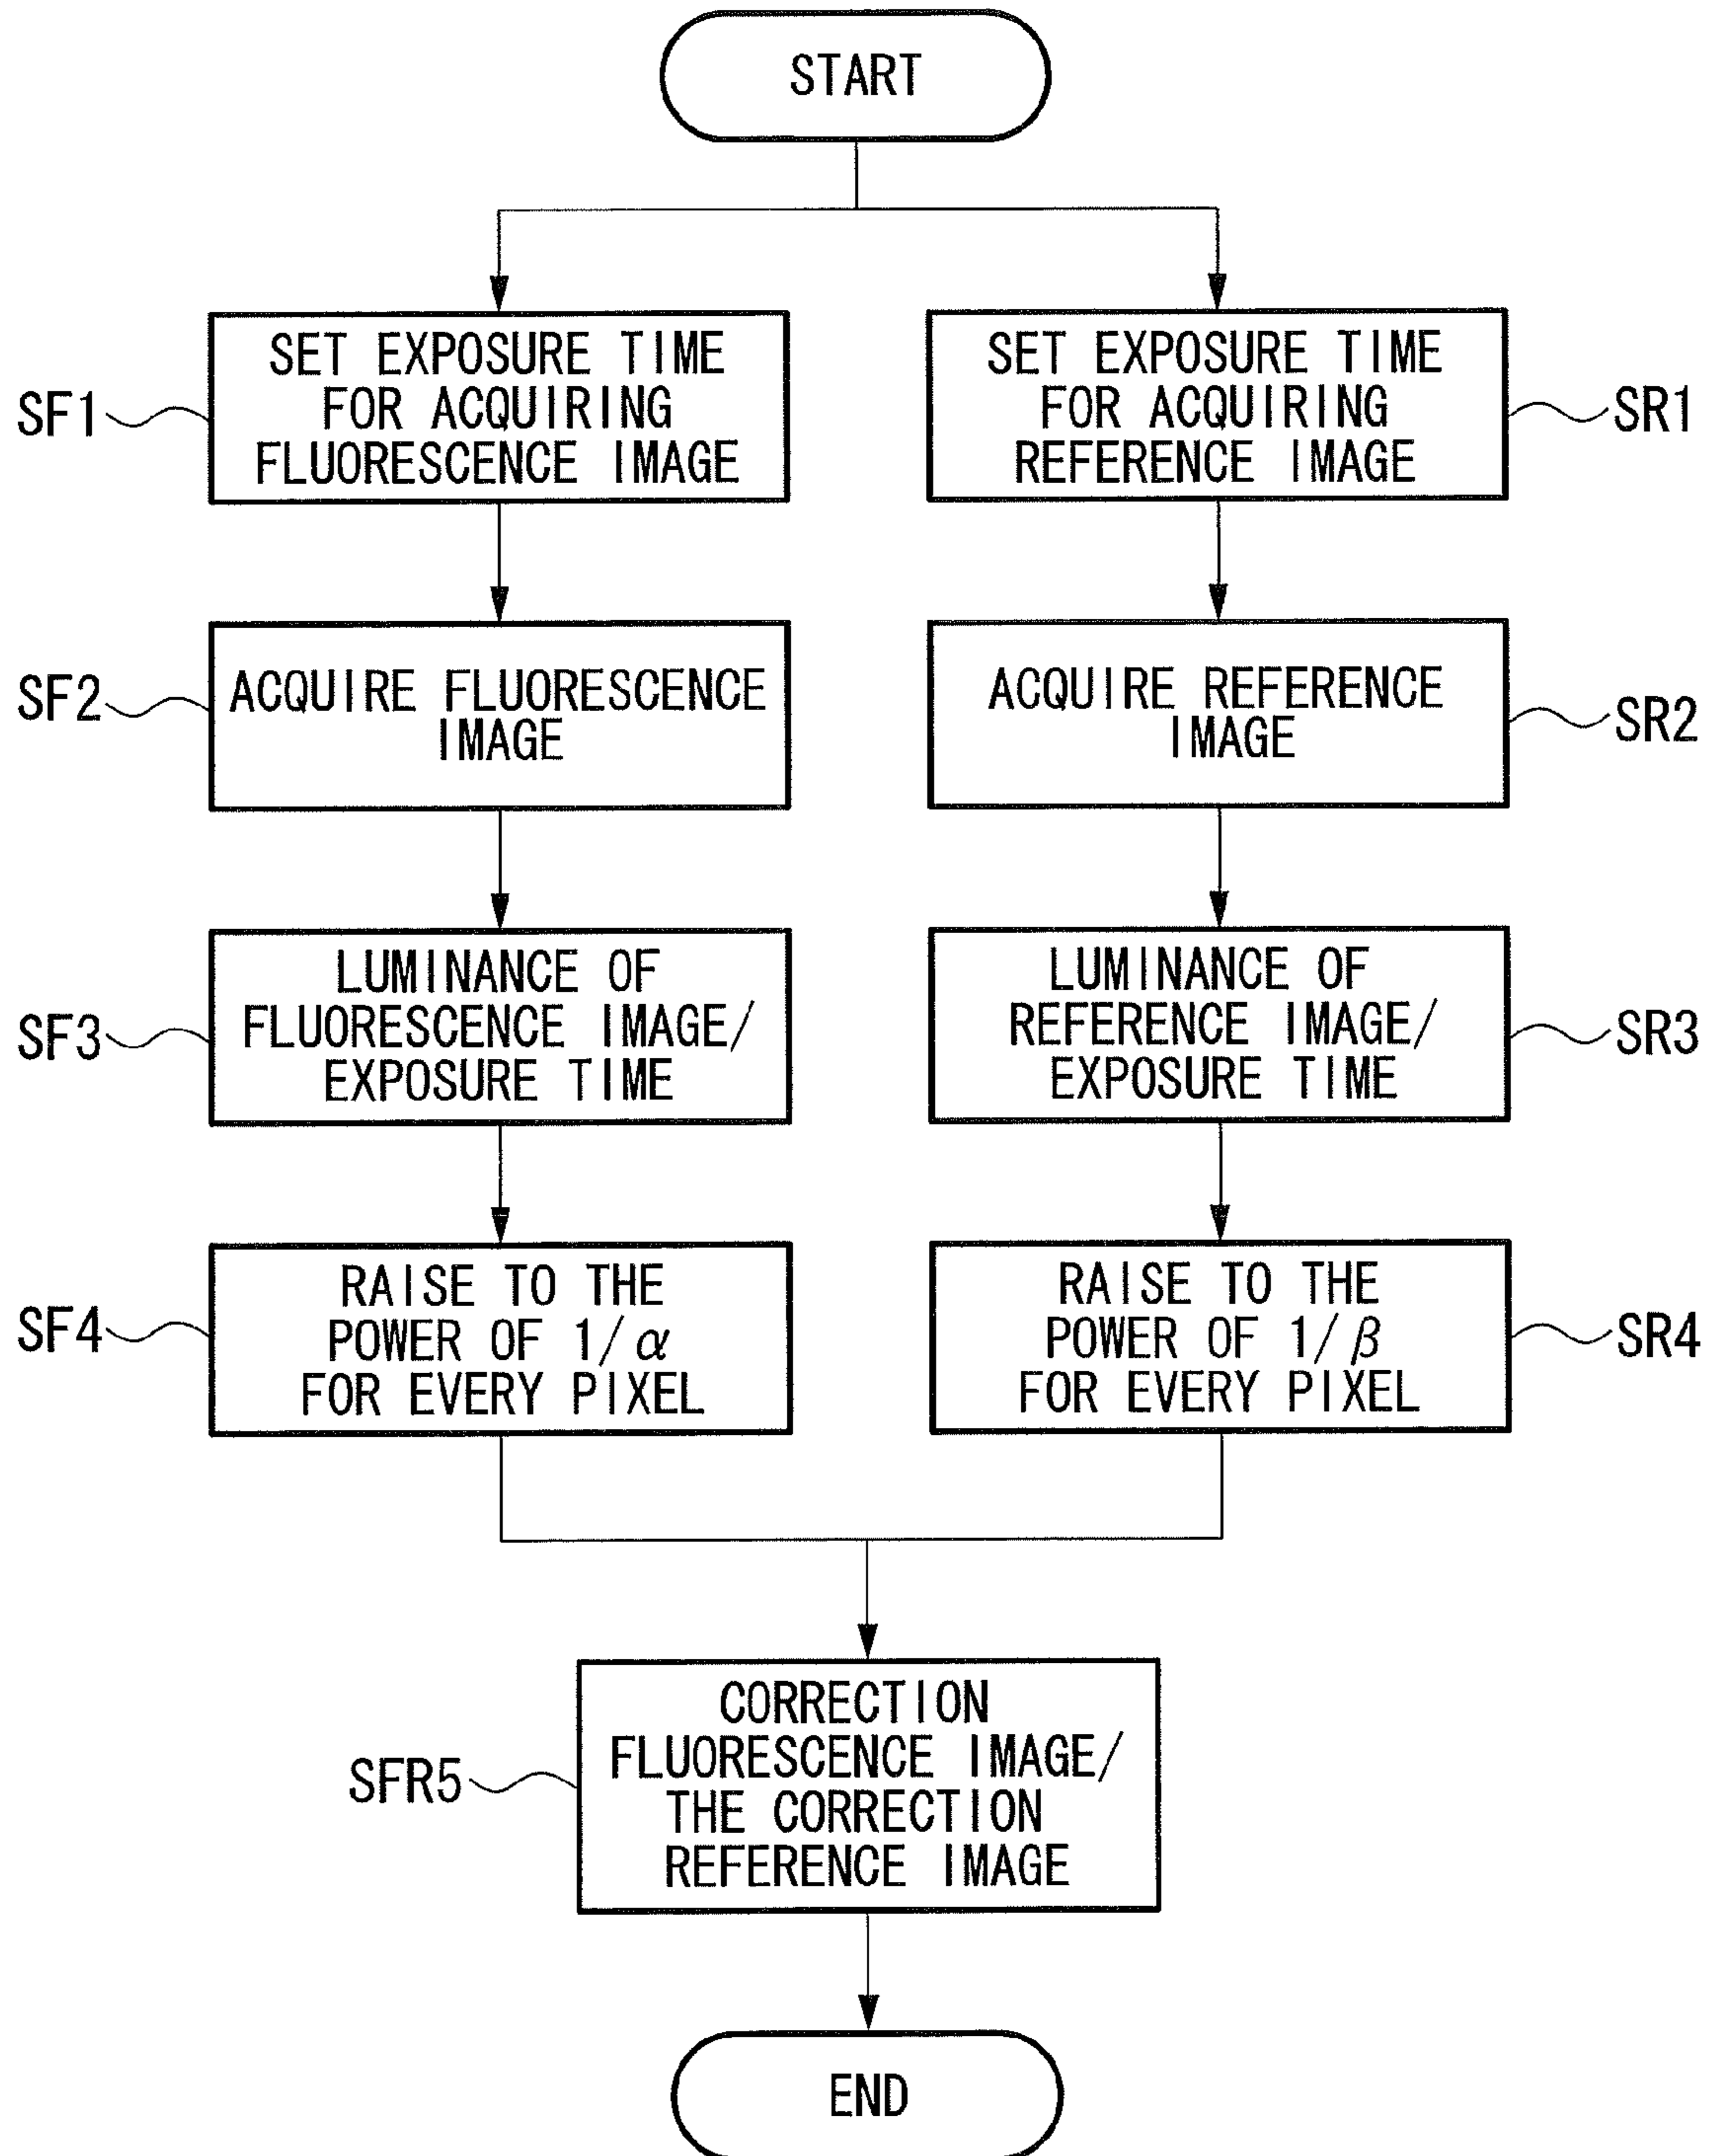 START
SF1
SET EXPOSURE TIME
FOR ACQUIRING
FLUORESCENCE IMAGE
SET EXPOSURE TIME
FOR ACQUIRING
REFERENCE IMAGE
SR1
SF2
ACQUIRE FLUORESCENCE
IMAGE
ACQUIRE REFERENCE
IMAGE
SR2
SF3
LUMINANCE OF
FLUORESCENCE IMAGE/
EXPOSURE TIME
LUMINANCE OF
REFERENCE IMAGE/
EXPOSURE TIME
SR3
SF4
RAISE TO THE
POWER OF 1/α
FOR EVERY PIXEL
RAISE TO THE
POWER OF 1/β
FOR EVERY PIXEL
SR4
SFR5
CORRECTION
FLUORESCENCE IMAGE/
THE CORRECTION
REFERENCE IMAGE
END